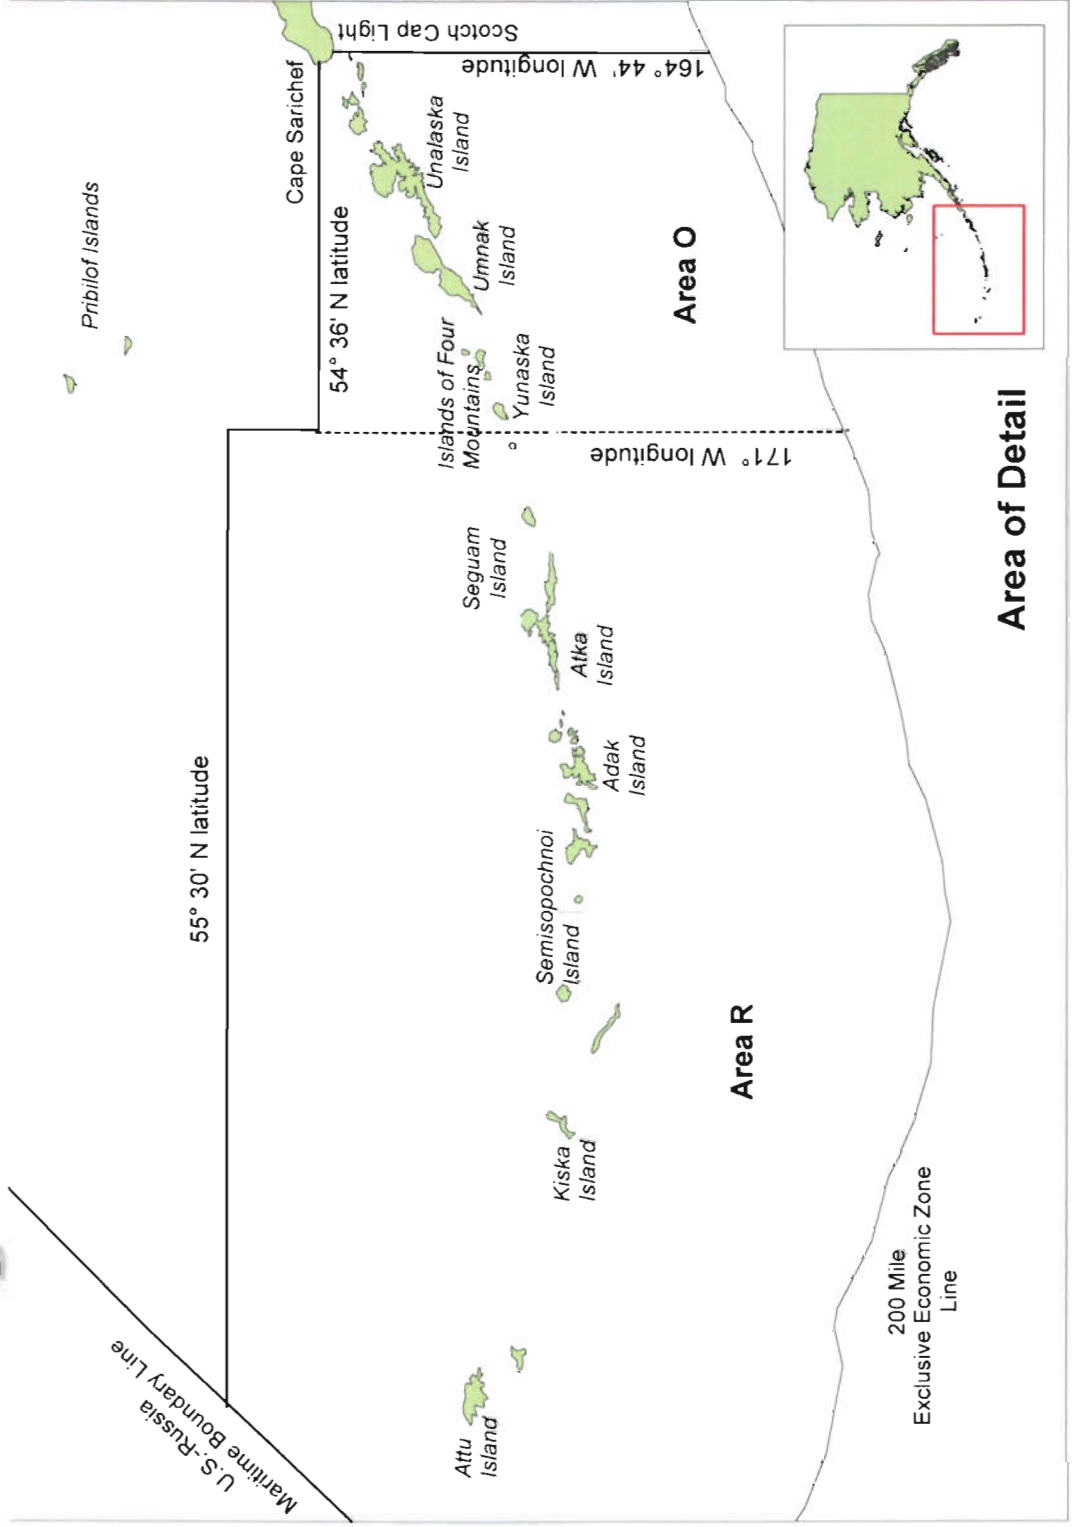 Pribilof Islands
55° 30' N latitude
54° 36' N latitude
Cape Sarichef
Scotch Cap Light
164° 44' W longitude
U.S.-Russia
Maritime Boundary Line
Attu
Island
Kiska
Island
Semisopochnoi
Island
Adak
Island
Atka
Island
Seguam
Island
171° W longitude
Islands of Four
Mountains
Yunaska
Island
Umnak
Island
Unalaska
Island
Area R
Area O
200 Mile
Exclusive Economic Zone
Line
Area of Detail